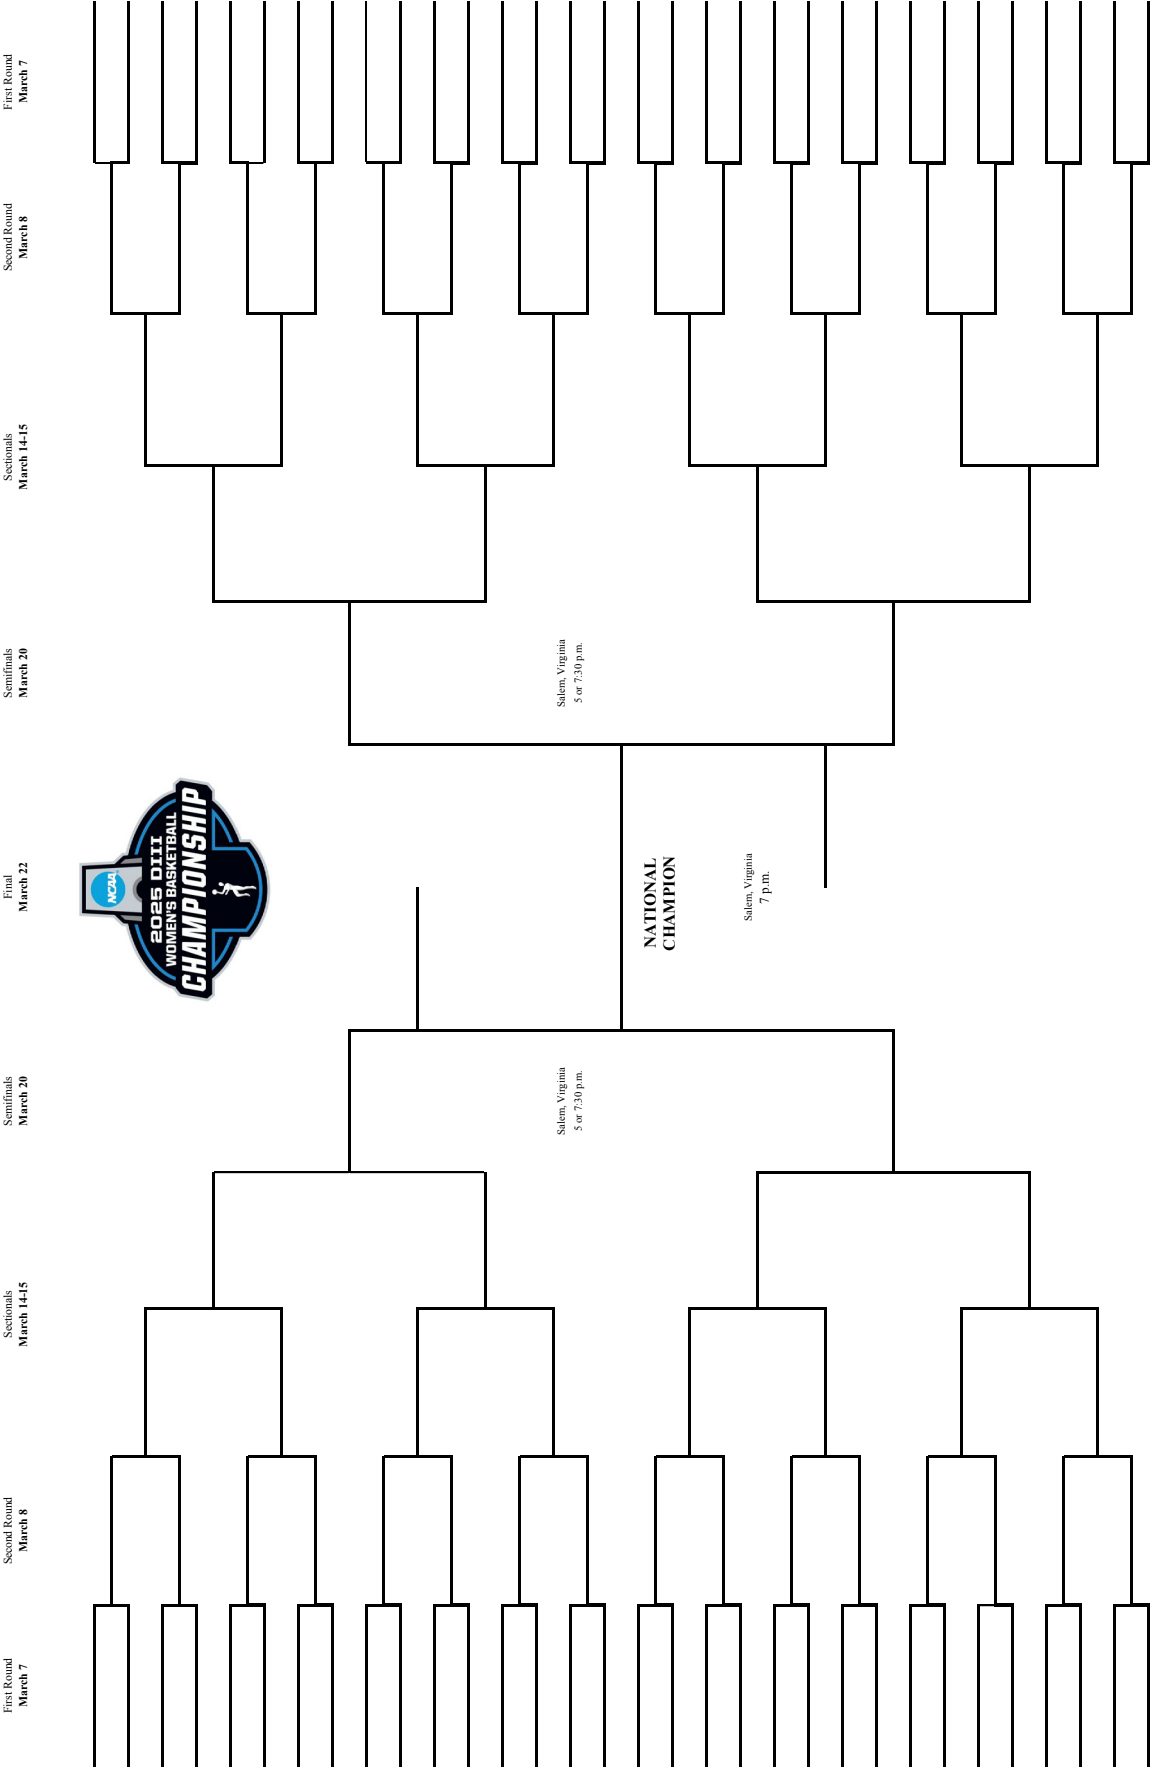 First Round
March 7
Second Round
March 8
Sectionals
March 14-15
Semifinals
March 20
Final
March 22
Semifinals
March 20
Sectionals
March 14-15
Second Round
March 8
First Round
March 7
NCAA
2025 DIII
WOMEN'S BASKETBALL
CHAMPIONSHIP
Salem, Virginia
5 or 7:30 p.m.
Salem, Virginia
5 or 7:30 p.m.
NATIONAL
CHAMPION
Salem, Virginia
7 p.m.